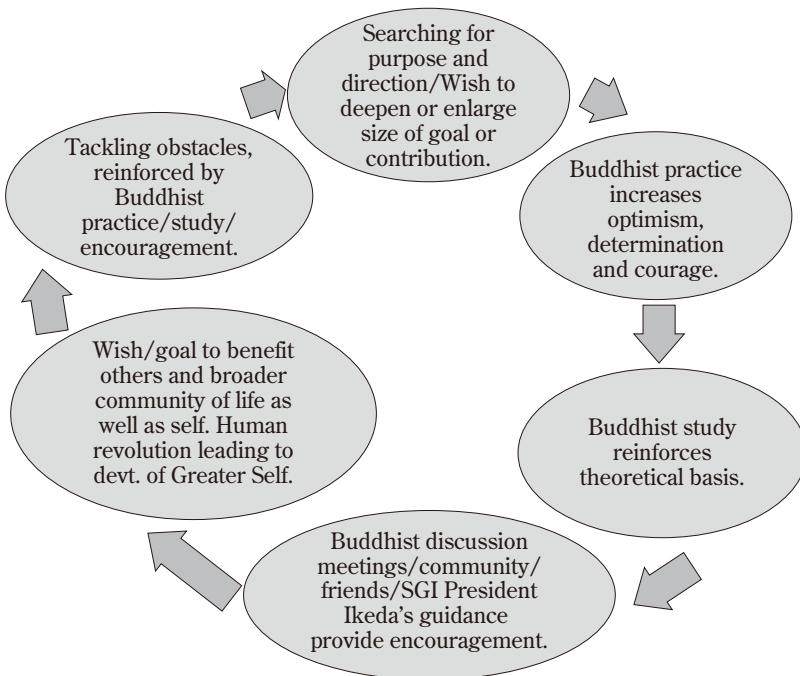 Searching for
purpose and
direction/Wish to
deepen or enlarge
size of goal or
contribution.
Buddhist practice
increases
optimism,
determination
and courage.
Buddhist study
reinforces
theoretical basis.
Buddhist discussion
meetings/community/
friends/SGI President
Ikeda’s guidance
provide encouragement.
Wish/goal to benefit
others and broader
community of life as
well as self. Human
revolution leading to
devt. of Greater Self.
Tackling obstacles,
reinforced by
Buddhist
practice/study/
encouragement.